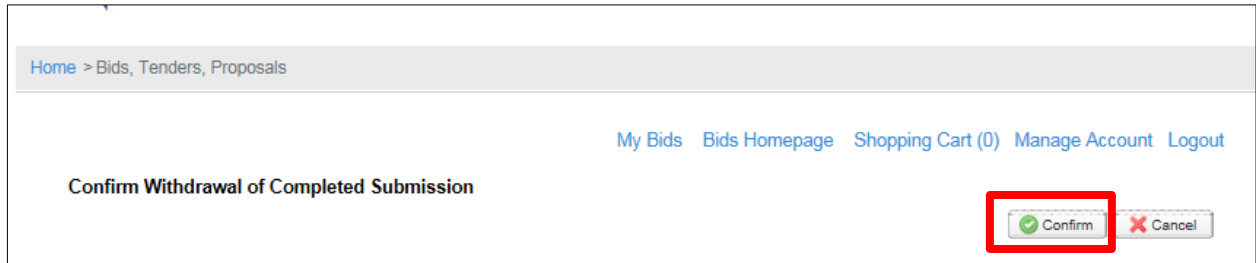 Home > Bids, Tenders, Proposals
My Bids Bids Homepage Shopping Cart (0) Manage Account Logout
Confirm Withdrawal of Completed Submission
Confirm Cancel